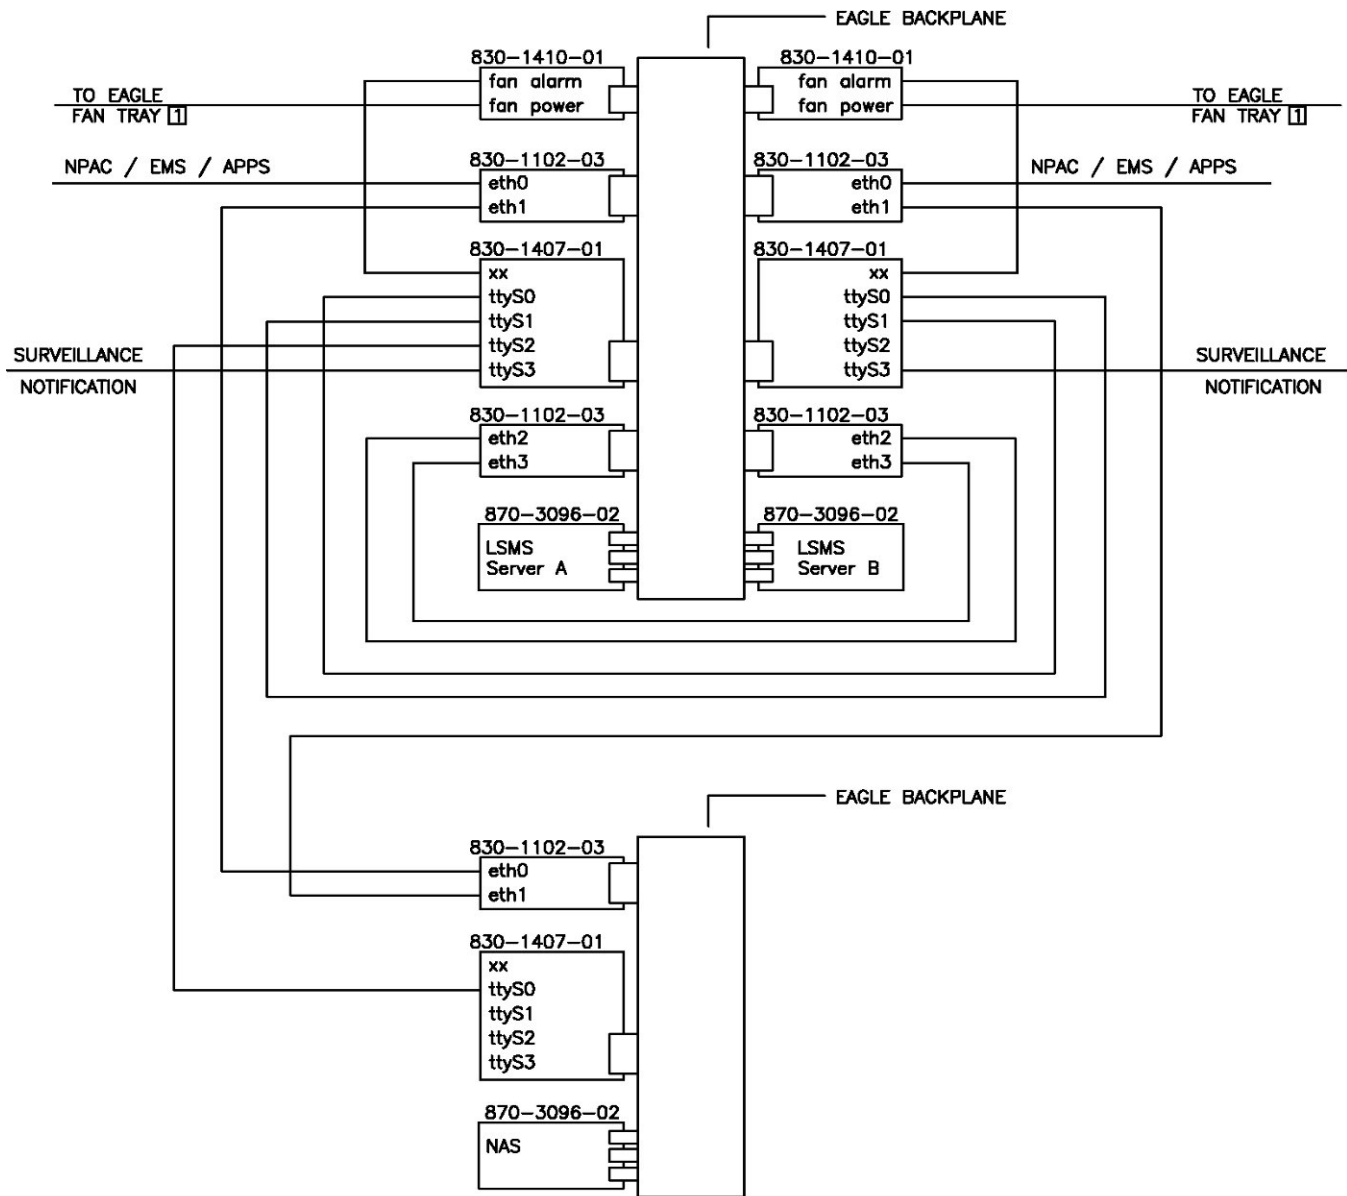 EAGLE BACKPLANE
830-1410-01
fan alarm
fan power
830-1410-01
fan alarm
fan power
TO EAGLE
FAN TRAY 1
TO EAGLE
FAN TRAY 1
NPAC / EMS / APPS
830-1102-03
eth0
eth1
830-1102-03
eth0
eth1
NPAC / EMS / APPS
830-1407-01
xx
ttyS0
ttyS1
ttyS2
ttyS3
830-1407-01
xx
ttyS0
ttyS1
ttyS2
ttyS3
SURVEILLANCE
NOTIFICATION
SURVEILLANCE
NOTIFICATION
830-1102-03
eth2
eth3
830-1102-03
eth2
eth3
870-3096-02
LSMS
Server A
870-3096-02
LSMS
Server B
EAGLE BACKPLANE
830-1102-03
eth0
eth1
830-1407-01
xx
ttyS0
ttyS1
ttyS2
ttyS3
870-3096-02
NAS